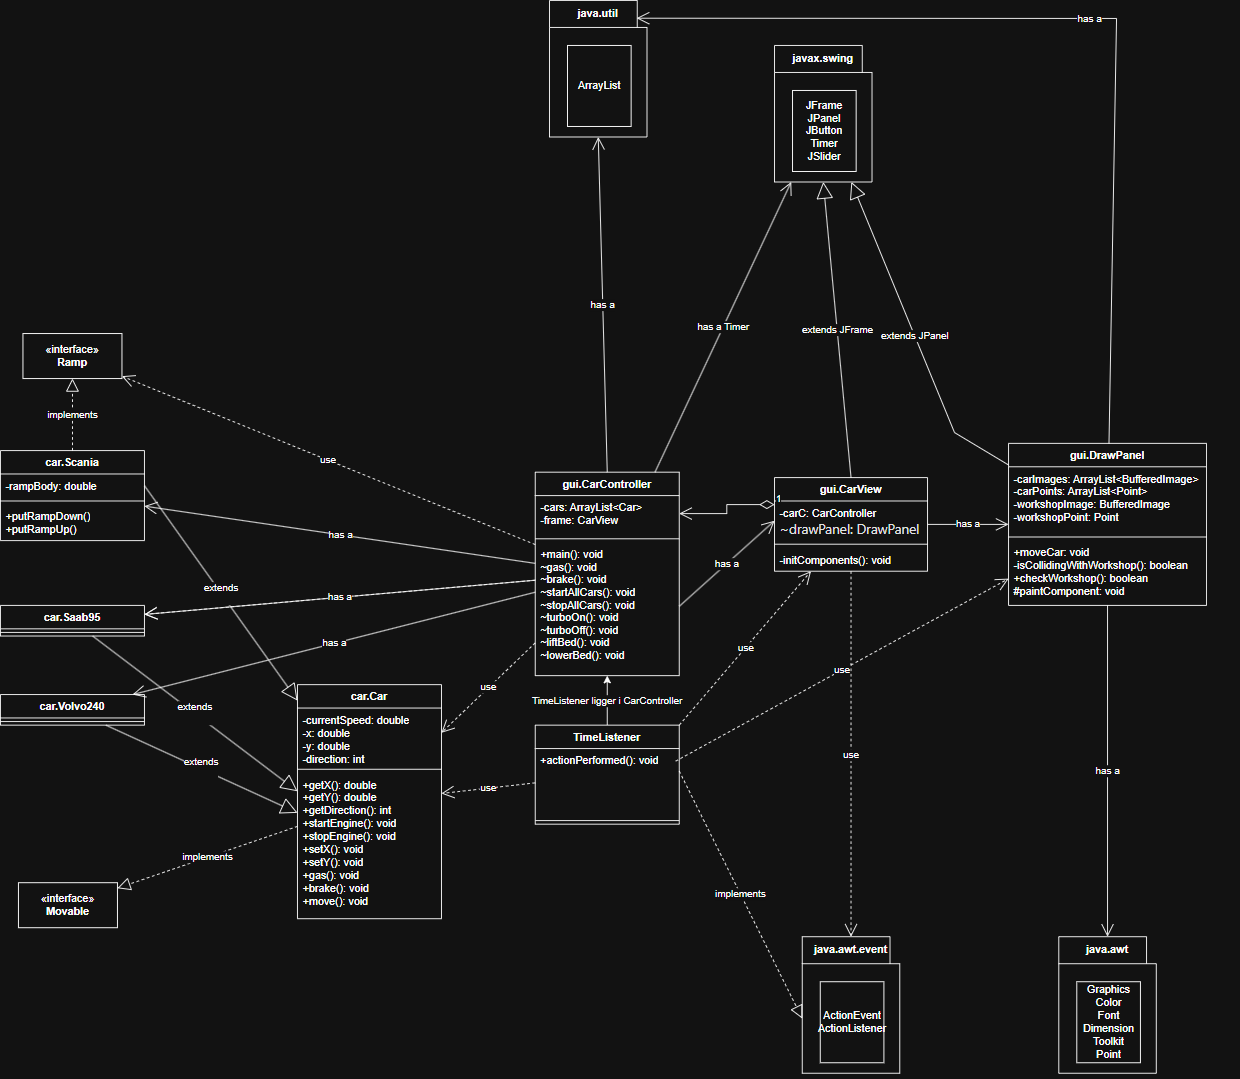 java.util
ArrayList
has a
javax.swing
JFrame
JPanel
JButton
Timer
JSlider
has a
has a Timer
extends JFrame
extends JPanel
«interface»
Ramp
implements
use
car.Scania
-rampBody: double
+putRampDown()
+putRampUp()
has a
extends
has a
car.Saab95
has a
car.Volvo240
extends
extends
gui.CarController
-cars: ArrayList<Car>
-frame: CarView
+main(): void
~gas(): void
~brake(): void
~startAllCars(): void
~stopAllCars(): void
~turboOn(): void
~turboOff(): void
~liftBed(): void
~lowerBed(): void
1
gui.CarView
-carC: CarController
~drawPanel: DrawPanel
-initComponents(): void
has a
has a
gui.DrawPanel
-carImages: ArrayList<BufferedImage>
-carPoints: ArrayList<Point>
-workshopImage: BufferedImage
-workshopPoint: Point
+moveCar: void
-isCollidingWithWorkshop(): boolean
+checkWorkshop(): boolean
#paintComponent: void
use
use
use
TimeListener ligger i CarController
car.Car
-currentSpeed: double
-x: double
-y: double
-direction: int
+getX(): double
+getY(): double
+getDirection(): int
+startEngine(): void
+stopEngine(): void
+setX(): void
+setY(): void
+gas(): void
+brake(): void
+move(): void
TimeListener
+actionPerformed(): void
use
use
has a
implements
«interface»
Movable
implements
java.awt.event
ActionEvent
ActionListener
java.awt
Graphics
Color
Font
Dimension
Toolkit
Point